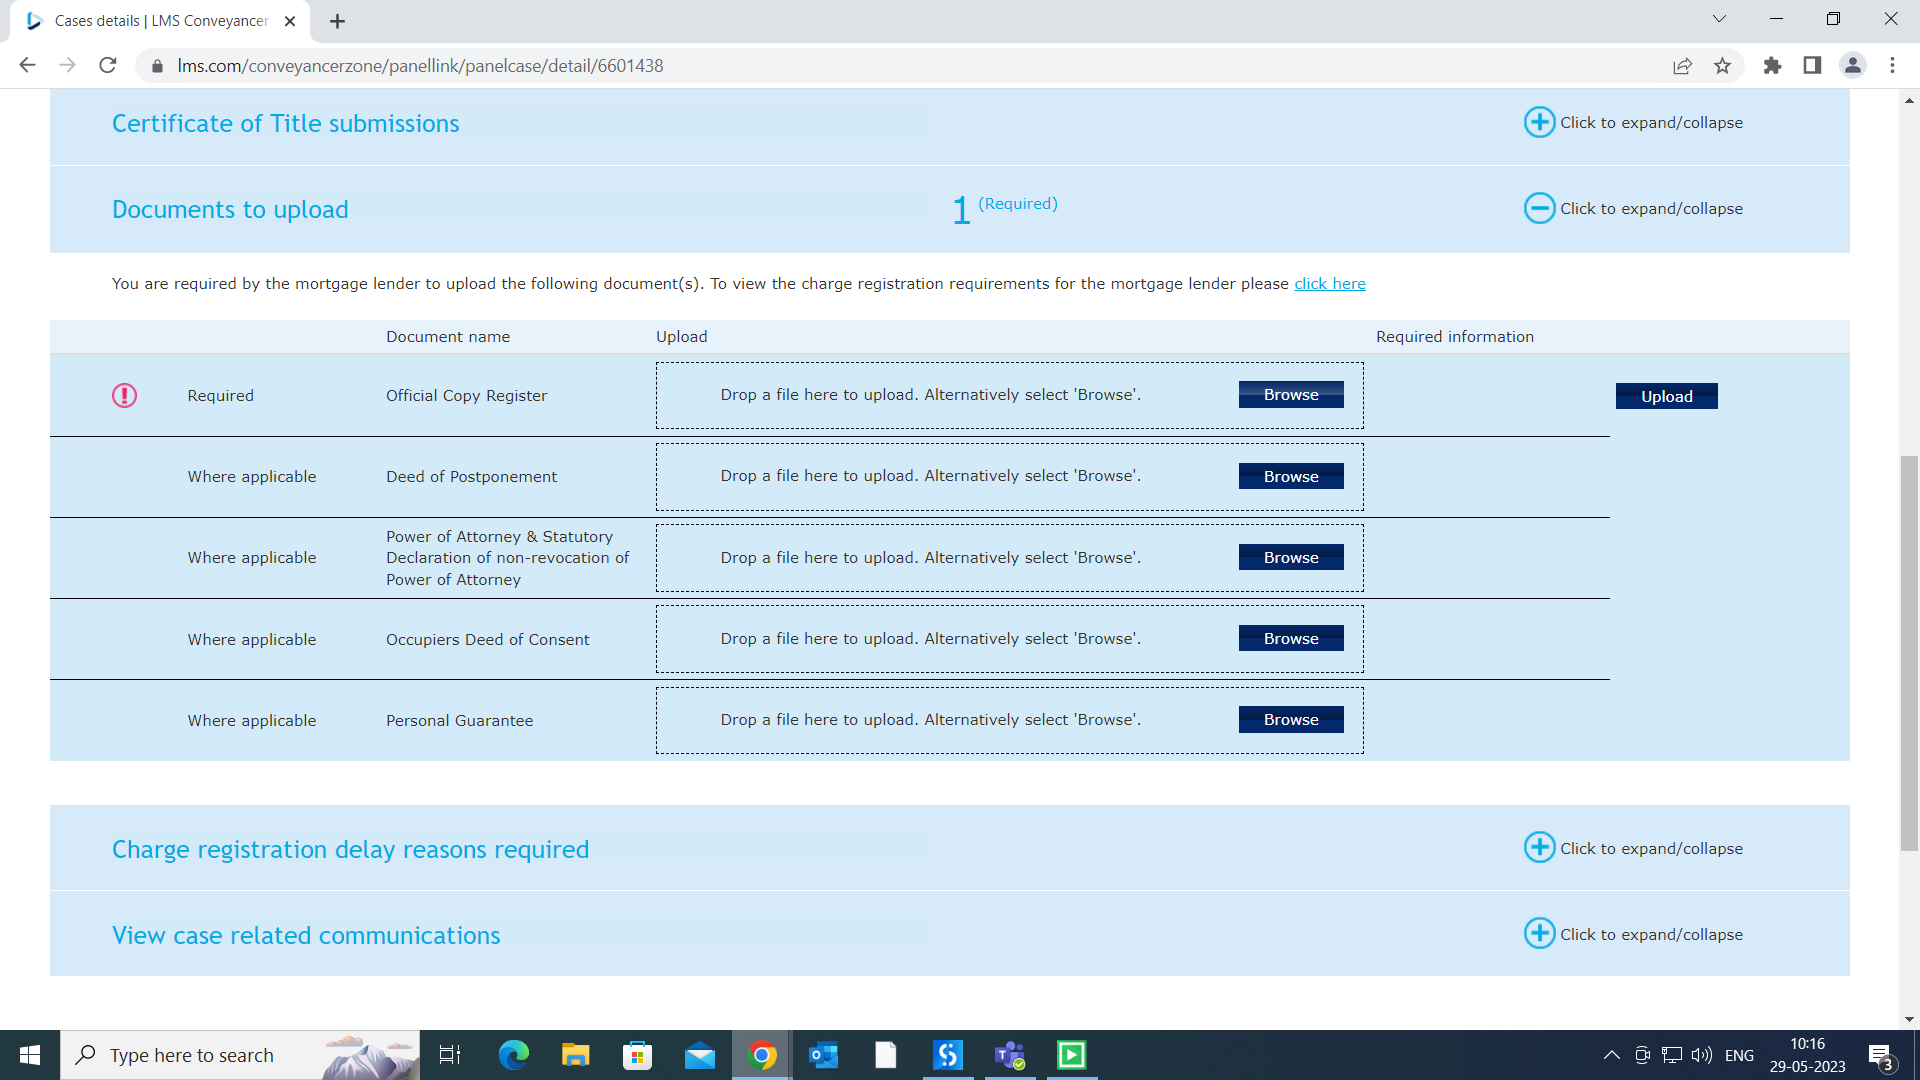 Cases details | LMS Conveyancer
lms.com/conveyancerzone/panellink/panelcase/detail/6601438
Certificate of Title submissions
Click to expand/collapse
Documents to upload
1 (Required)
Click to expand/collapse
You are required by the mortgage lender to upload the following document(s). To view the charge registration requirements for the mortgage lender please click here
Document name Upload Required information
Required Official Copy Register Drop a file here to upload. Alternatively select 'Browse'. Browse Upload
Where applicable Deed of Postponement Drop a file here to upload. Alternatively select 'Browse'. Browse
Power of Attorney & Statutory
Where applicable Declaration of non-revocation of Drop a file here to upload. Alternatively select 'Browse'. Browse
Power of Attorney
Where applicable Occupiers Deed of Consent Drop a file here to upload. Alternatively select 'Browse'. Browse
Where applicable Personal Guarantee Drop a file here to upload. Alternatively select 'Browse'. Browse
Charge registration delay reasons required
Click to expand/collapse
View case related communications
Click to expand/collapse
Type here to search
ENG
10:16
29-05-2023
3